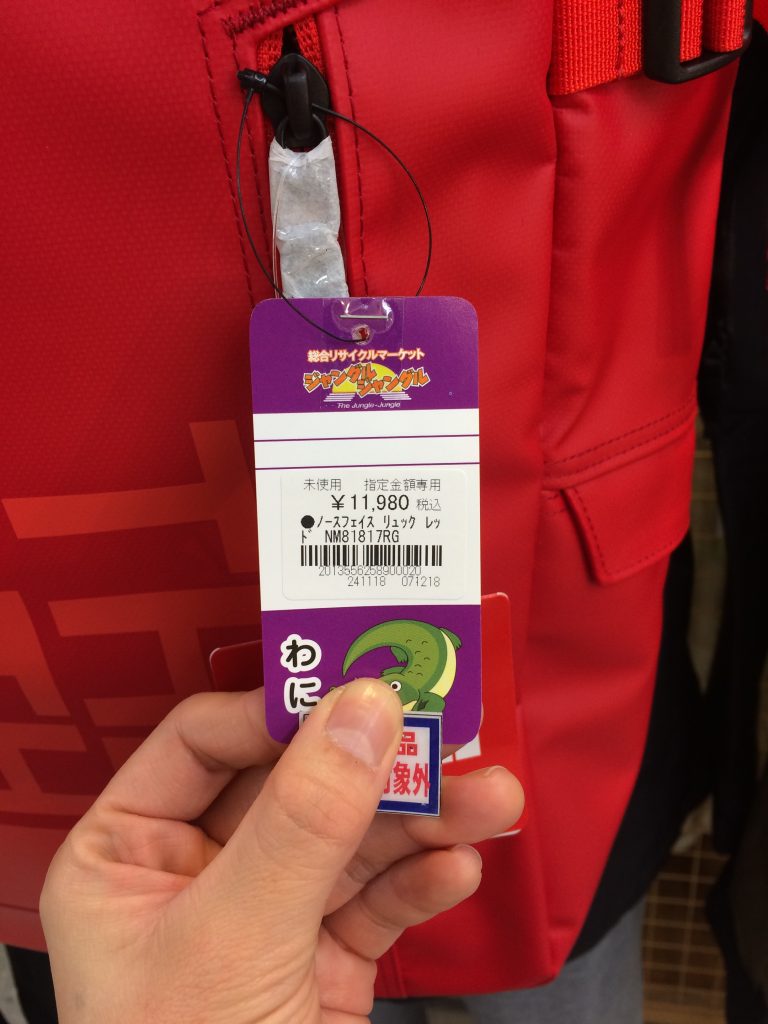 総合リサイクルマーケット
ジャングル
ジャングル
The Jungle-Jungle
未使用 指定金額専用
￥11,980 税込
●ノースフェイス リュック レッ
ド NM81817RG
2013556258900020
241118 071218
わに
品
対象外